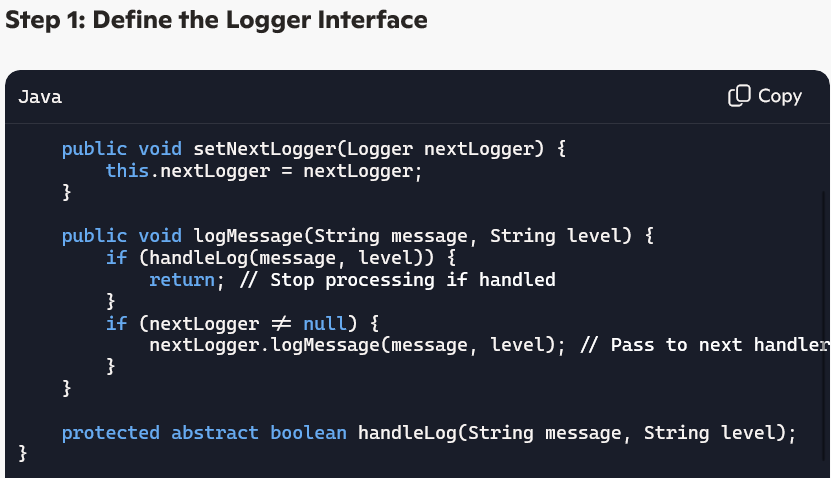 Step 1: Define the Logger Interface
Java
Copy
    public void setNextLogger(Logger nextLogger) {
        this.nextLogger = nextLogger;
    }

    public void logMessage(String message, String level) {
        if (handleLog(message, level)) {
            return; // Stop processing if handled
        }
        if (nextLogger != null) {
            nextLogger.logMessage(message, level); // Pass to next handler
        }
    }

    protected abstract boolean handleLog(String message, String level);
}